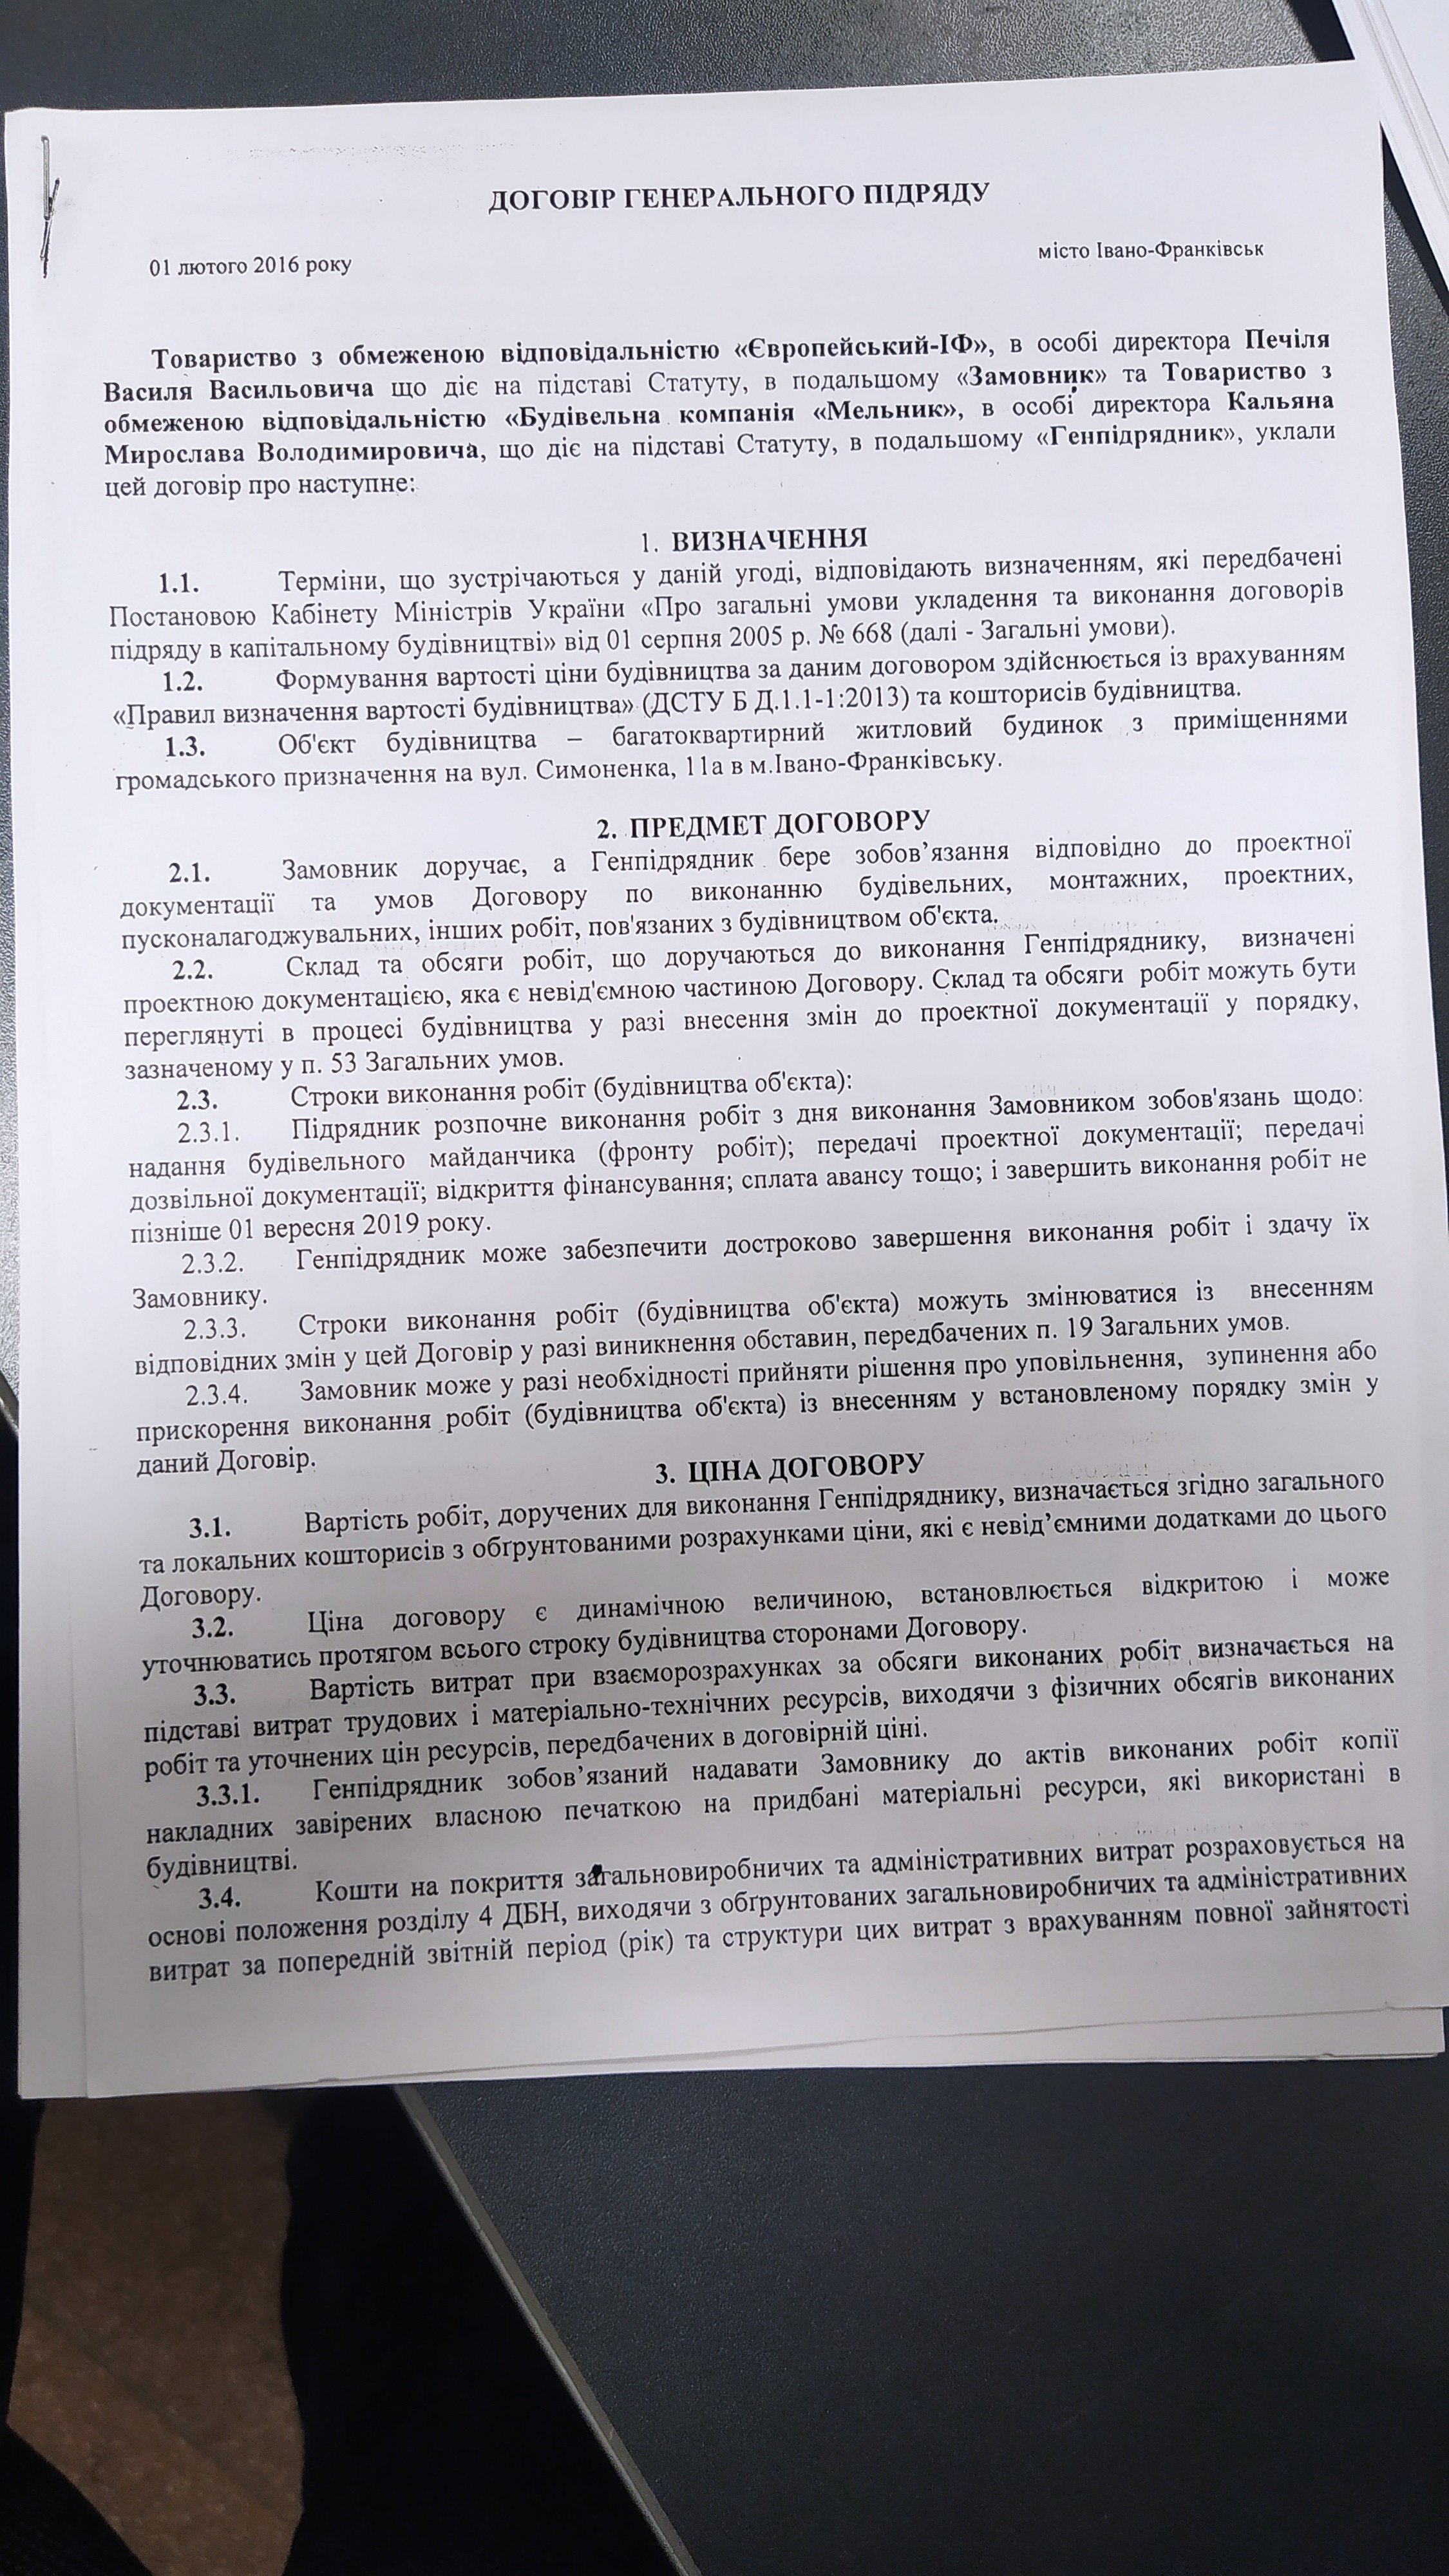 ДОГОВІР ГЕНЕРАЛЬНОГО ПІДРЯДУ
01 лютого 2016 року місто Івано-Франківськ
Товариство з обмеженою відповідальністю «Європейський-ІФ», в особі директора Печіля
Василя Васильовича що діє на підставі Статуту, в подальшому «Замовник» та Товариство з
обмеженою відповідальністю «Будівельна компанія «Мельник», в особі директора Кальяна
Мирослава Володимировича, що діє на підставі Статуту, в подальшому «Генпідрядник», уклали
цей договір про наступне:
1. ВИЗНАЧЕННЯ
1.1. Терміни, що зустрічаються у даній угоді, відповідають визначенням, які передбачені
Постановою Кабінету Міністрів України «Про загальні умови укладення та виконання договорів
підряду в капітальному будівництві» від 01 серпня 2005 р. № 668 (далі - Загальні умови).
1.2. Формування вартості ціни будівництва за даним договором здійснюється із врахуванням
«Правил визначення вартості будівництва» (ДСТУ Б Д.1.1-1:2013) та кошторисів будівництва.
1.3. Об'єкт будівництва – багатоквартирний житловий будинок з приміщеннями
громадського призначення на вул. Симоненка, 11а в м.Івано-Франківську.
2. ПРЕДМЕТ ДОГОВОРУ
2.1. Замовник доручає, а Генпідрядник бере зобов’язання відповідно до проектної
документації та умов Договору по виконанню будівельних, монтажних, проектних,
пусконалагоджувальних, інших робіт, пов'язаних з будівництвом об'єкта.
2.2. Склад та обсяги робіт, що доручаються до виконання Генпідряднику, визначені
проектною документацією, яка є невід'ємною частиною Договору. Склад та обсяги робіт можуть бути
переглянуті в процесі будівництва у разі внесення змін до проектної документації у порядку,
зазначеному у п. 53 Загальних умов.
2.3. Строки виконання робіт (будівництва об'єкта):
2.3.1. Підрядник розпочне виконання робіт з дня виконання Замовником зобов'язань щодо:
надання будівельного майданчика (фронту робіт); передачі проектної документації; передачі
дозвільної документації; відкриття фінансування; сплата авансу тощо; і завершить виконання робіт не
пізніше 01 вересня 2019 року.
2.3.2. Генпідрядник може забезпечити дострокове завершення виконання робіт і здачу їх
Замовнику.
2.3.3. Строки виконання робіт (будівництва об'єкта) можуть змінюватися із внесенням
відповідних змін у цей Договір у разі виникнення обставин, передбачених п. 19 Загальних умов.
2.3.4. Замовник може у разі необхідності прийняти рішення про уповільнення, зупинення або
прискорення виконання робіт (будівництва об'єкта) із внесенням у встановленому порядку змін у
даний Договір.
3. ЦІНА ДОГОВОРУ
3.1. Вартість робіт, доручених для виконання Генпідряднику, визначається згідно загального
та локальних кошторисів з обґрунтованими розрахунками ціни, які є невід’ємними додатками до цього
Договору.
3.2. Ціна договору є динамічною величиною, встановлюється відкритою і може
уточнюватись протягом всього строку будівництва сторонами Договору.
3.3. Вартість витрат при взаєморозрахунках за обсяги виконаних робіт визначається на
підставі витрат трудових і матеріально-технічних ресурсів, виходячи з фізичних обсягів виконаних
робіт та уточнених цін ресурсів, передбачених в договірній ціні.
3.3.1. Генпідрядник зобов’язаний надавати Замовнику до актів виконаних робіт копії
накладних завірених власною печаткою на придбані матеріальні ресурси, які використані в
будівництві.
3.4. Кошти на покриття загальновиробничих та адміністративних витрат розраховується на
основі положення розділу 4 ДБН, виходячи з обґрунтованих загальновиробничих та адміністративних
витрат за попередній звітній період (рік) та структури цих витрат з врахуванням повної зайнятості